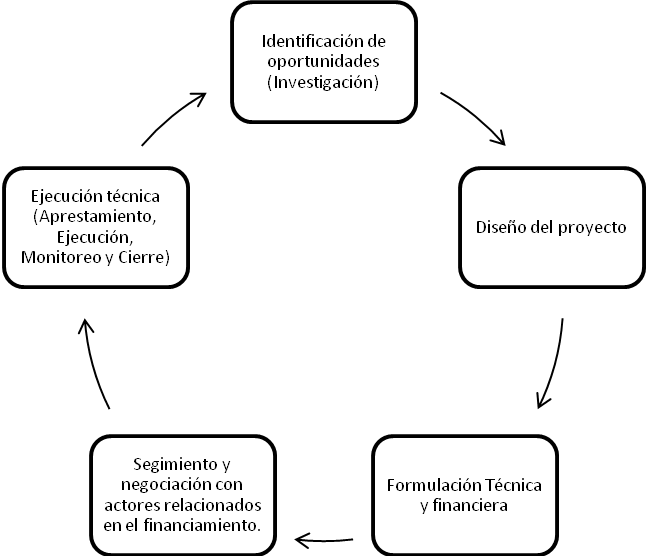 Identificación de
oportunidades
(Investigación)
Diseño del proyecto
Formulación Técnica
y financiera
Segimiento y
negociación con
actores relacionados
en el financiamiento.
Ejecución técnica
(Aprestamiento,
Ejecución,
Monitoreo y Cierre)